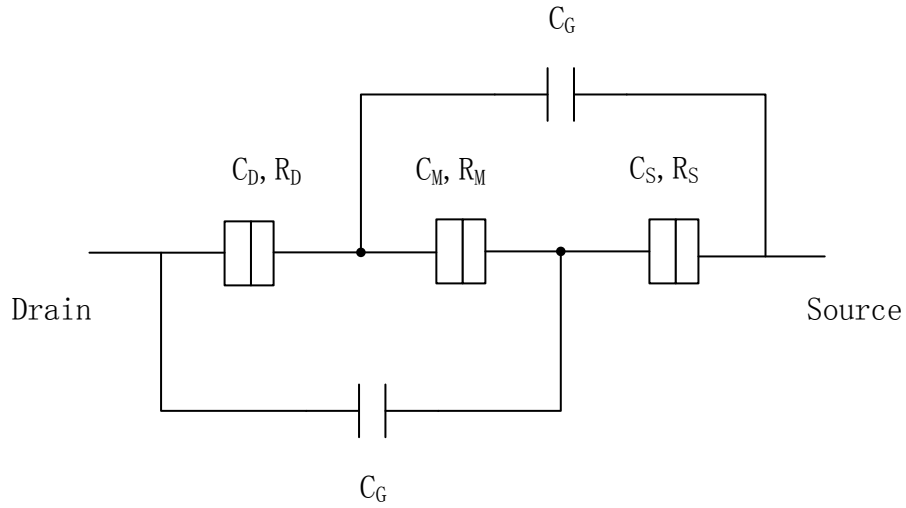 C_G
C_D, R_D
C_M, R_M
C_S, R_S
Drain
Source
C_G